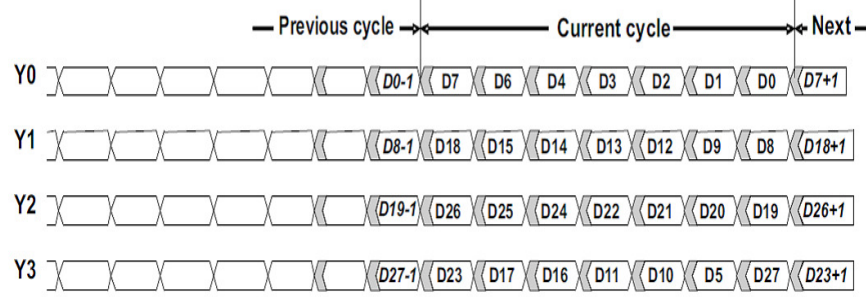 Previous cycle Current cycle Next
Y0 D0-1 D7 D6 D4 D3 D2 D1 D0 D7+1
Y1 D8-1 D18 D15 D14 D13 D12 D9 D8 D18+1
Y2 D19-1 D26 D25 D24 D22 D21 D20 D19 D26+1
Y3 D27-1 D23 D17 D16 D11 D10 D5 D27 D23+1